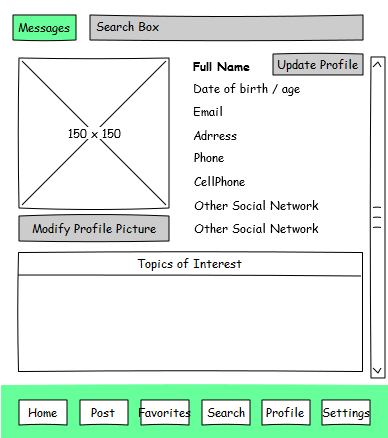 Messages
Search Box
150 x 150
Full Name
Update Profile
Date of birth / age
Email
Adrress
Phone
CellPhone
Other Social Network
Other Social Network
Modify Profile Picture
Topics of Interest
Home
Post
Favorites
Search
Profile
Settings